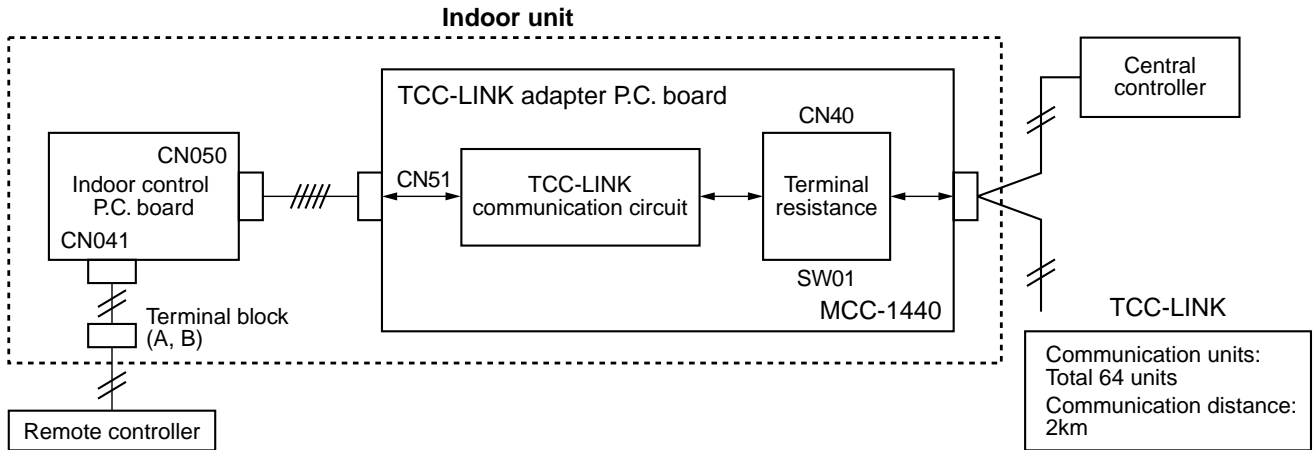 Indoor unit
TCC-LINK adapter P.C. board
CN40
Central
controller
CN050
Indoor control
P.C. board
CN041
CN51
TCC-LINK
communication circuit
Terminal
resistance
SW01
MCC-1440
Terminal block
(A, B)
Remote controller
TCC-LINK
Communication units:
Total 64 units
Communication distance:
2km